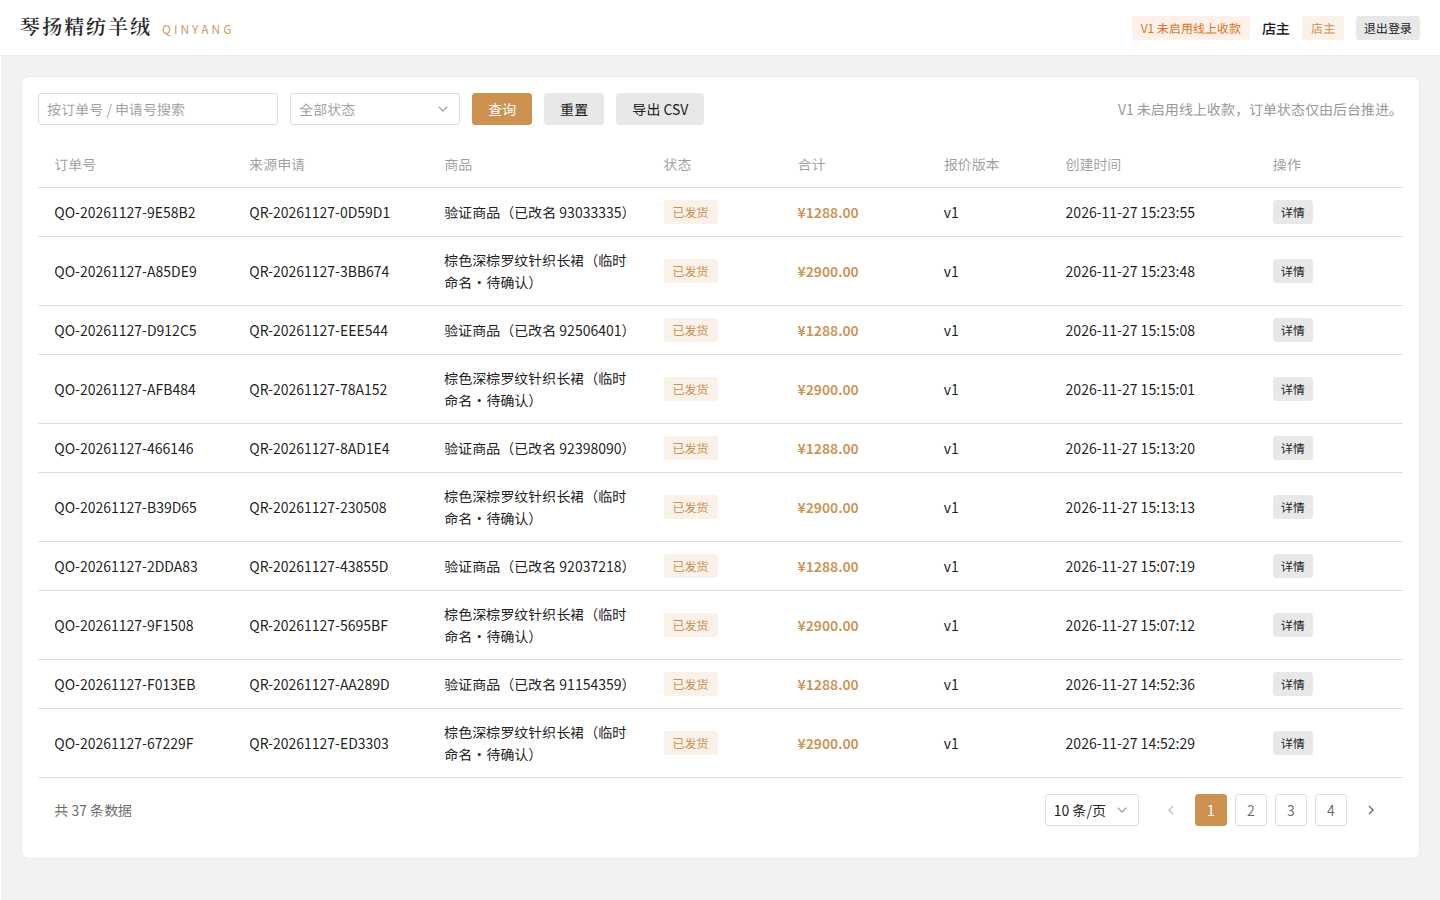 琴扬精纺羊绒 QINYANG V1 未启用线上收款 店主 店主 退出登录
按订单号 / 申请号搜索 全部状态 查询 重置 导出 CSV V1 未启用线上收款，订单状态仅由后台推进。
订单号 来源申请 商品 状态 合计 报价版本 创建时间 操作
QO-20261127-9E58B2 QR-20261127-0D59D1 验证商品（已改名 93033335） 已发货 ¥1288.00 v1 2026-11-27 15:23:55 详情
QO-20261127-A85DE9 QR-20261127-3BB674 棕色深棕罗纹针织长裙（临时
命名・待确认） 已发货 ¥2900.00 v1 2026-11-27 15:23:48 详情
QO-20261127-D912C5 QR-20261127-EEE544 验证商品（已改名 92506401） 已发货 ¥1288.00 v1 2026-11-27 15:15:08 详情
QO-20261127-AFB484 QR-20261127-78A152 棕色深棕罗纹针织长裙（临时
命名・待确认） 已发货 ¥2900.00 v1 2026-11-27 15:15:01 详情
QO-20261127-466146 QR-20261127-8AD1E4 验证商品（已改名 92398090） 已发货 ¥1288.00 v1 2026-11-27 15:13:20 详情
QO-20261127-B39D65 QR-20261127-230508 棕色深棕罗纹针织长裙（临时
命名・待确认） 已发货 ¥2900.00 v1 2026-11-27 15:13:13 详情
QO-20261127-2DDA83 QR-20261127-43855D 验证商品（已改名 92037218） 已发货 ¥1288.00 v1 2026-11-27 15:07:19 详情
QO-20261127-9F1508 QR-20261127-5695BF 棕色深棕罗纹针织长裙（临时
命名・待确认） 已发货 ¥2900.00 v1 2026-11-27 15:07:12 详情
QO-20261127-F013EB QR-20261127-AA289D 验证商品（已改名 91154359） 已发货 ¥1288.00 v1 2026-11-27 14:52:36 详情
QO-20261127-67229F QR-20261127-ED3303 棕色深棕罗纹针织长裙（临时
命名・待确认） 已发货 ¥2900.00 v1 2026-11-27 14:52:29 详情
共 37 条数据 10 条/页 1 2 3 4